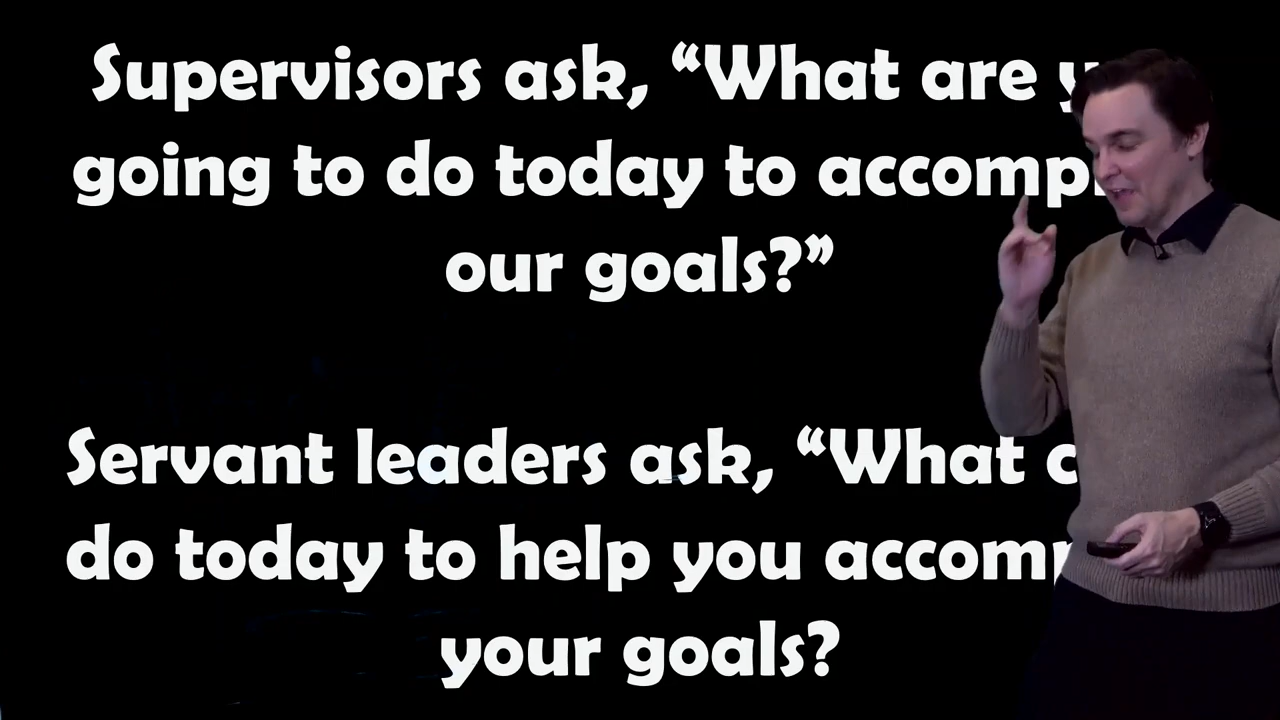 Supervisors ask, “What are
going to do today to
our goals?”
Servant leaders ask, “What
do today to help you
your goals?